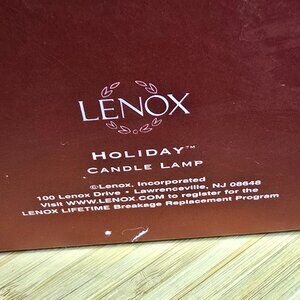 LENOX
HOLIDAY™
CANDLE LAMP
©Lenox, Incorporated
100 Lenox Drive • Lawrenceville, NJ 08648
Visit WWW.LENOX.COM to register for the
LENOX LIFETIME Breakage Replacement Program